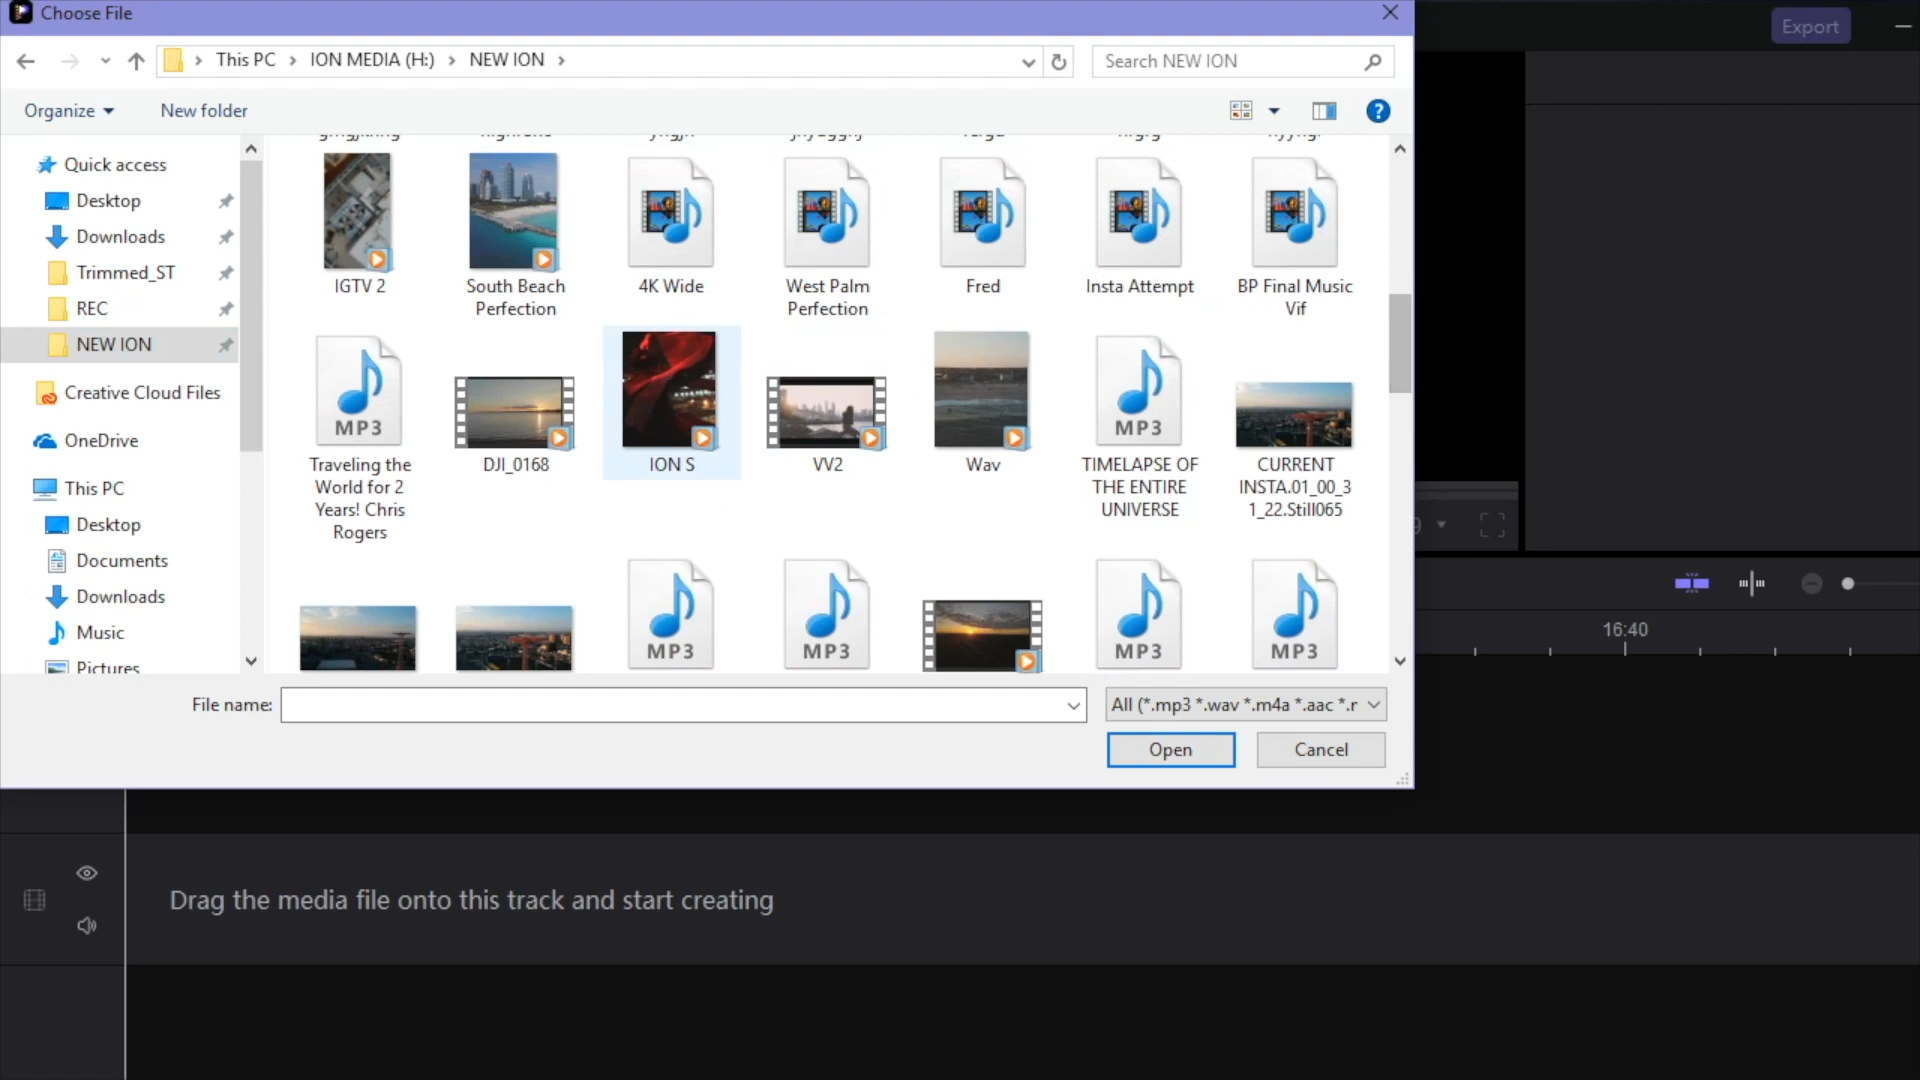 Choose File
Export
This PC
ION MEDIA (H:)
NEW ION
Search NEW ION
Organize
New folder
Quick access
Desktop
Downloads
Trimmed_ST
REC
NEW ION
Creative Cloud Files
OneDrive
This PC
Desktop
Documents
Downloads
Music
Pictures
IGTV 2
South Beach
Perfection
4K Wide
West Palm
Perfection
Fred
Insta Attempt
BP Final Music
Vif
MP3
Traveling the
World for 2
Years! Chris
Rogers
DJI_0168
ION S
VV2
Wav
MP3
TIMELAPSE OF
THE ENTIRE
UNIVERSE
CURRENT
INSTA.01_00_3
1_22.Still065
MP3
MP3
MP3
MP3
File name:
All (*.mp3 *.wav *.m4a *.aac *.r
Open
Cancel
16:40
Drag the media file onto this track and start creating